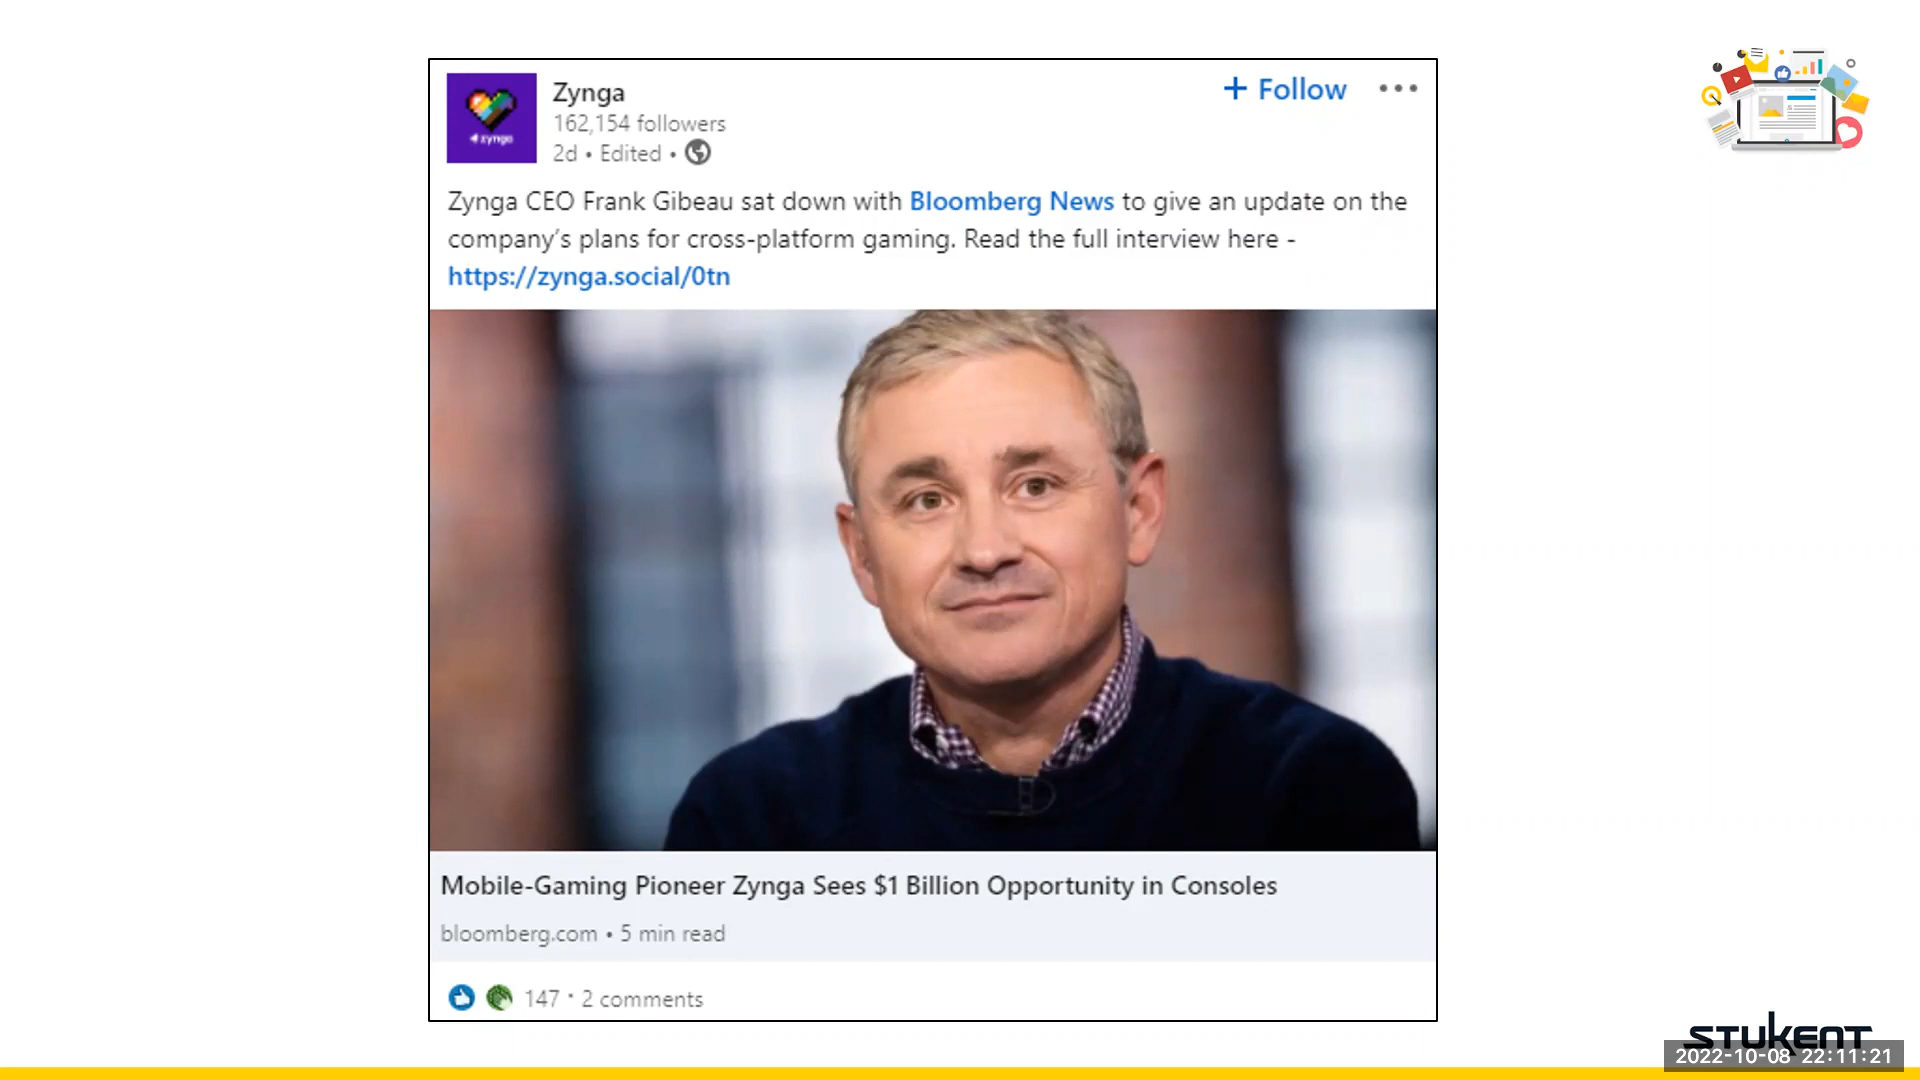 Zynga
+ Follow
162,154 followers
2d • Edited •
zynga
Zynga CEO Frank Gibeau sat down with Bloomberg News to give an update on the
company's plans for cross-platform gaming. Read the full interview here -
https://zynga.social/0tn
Mobile-Gaming Pioneer Zynga Sees $1 Billion Opportunity in Consoles
bloomberg.com • 5 min read
147 · 2 comments
STUKENT
2022-10-08 22:11:21